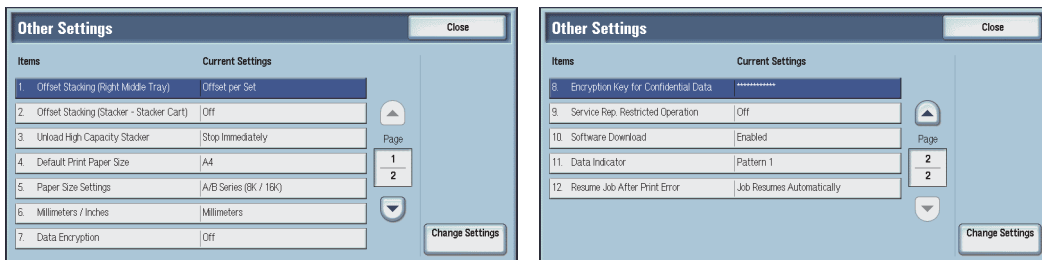 Other Settings
Close
Items Current Settings
1. Offset Stacking (Right Middle Tray) Offset per Set
2. Offset Stacking (Stacker - Stacker Cart) Off
3. Unload High Capacity Stacker Stop Immediately
Page
4. Default Print Paper Size A4
1
2
5. Paper Size Settings A/B Series (8K / 16K)
6. Millimeters / Inches Millimeters
7. Data Encryption Off
Change Settings
Other Settings
Close
Items Current Settings
8. Encryption Key for Confidential Data ************
9. Service Rep. Restricted Operation Off
10. Software Download Enabled
Page
11. Data Indicator Pattern 1
2
2
12. Resume Job After Print Error Job Resumes Automatically
Change Settings